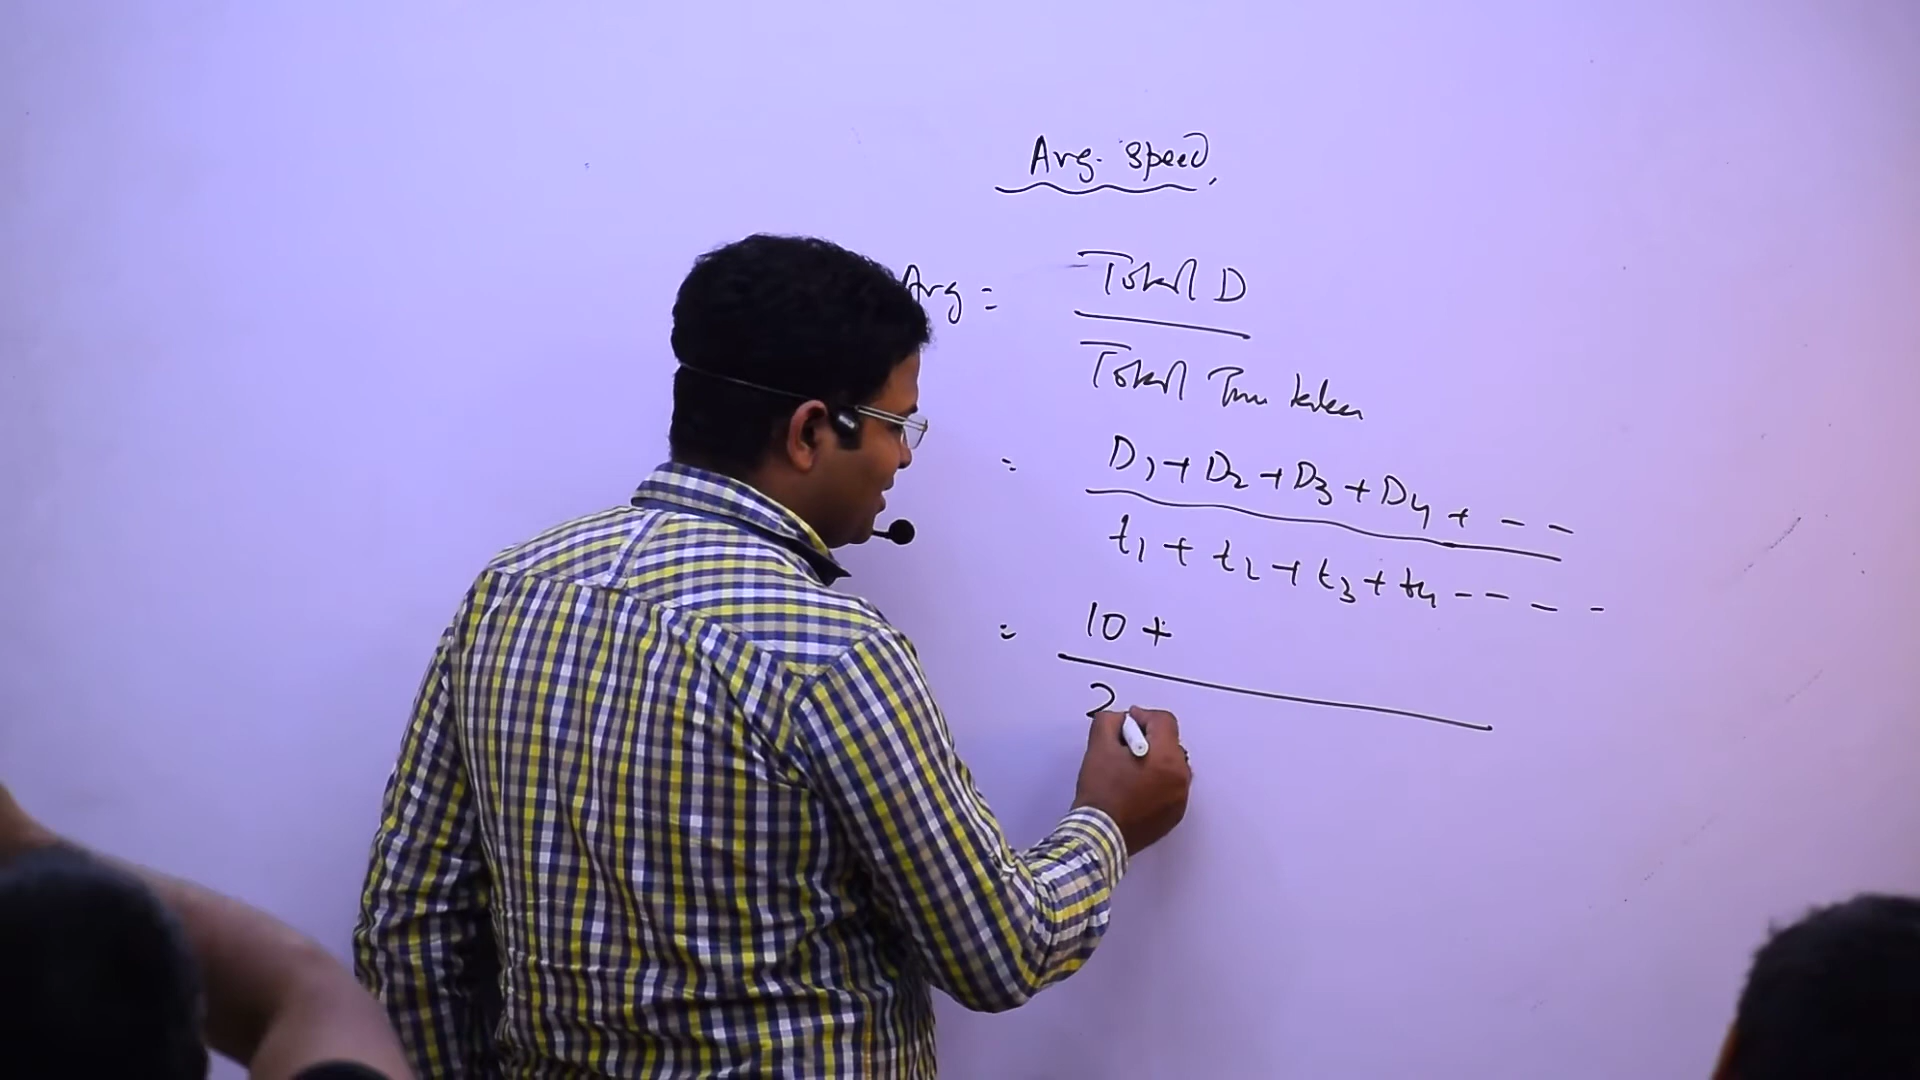 Avg. speed,
Avg = Total D
Total Time taken
= D1 + D2 + D3 + D4 + - -
t1 + t2 + t3 + t4 - - - -
= 10 +
2